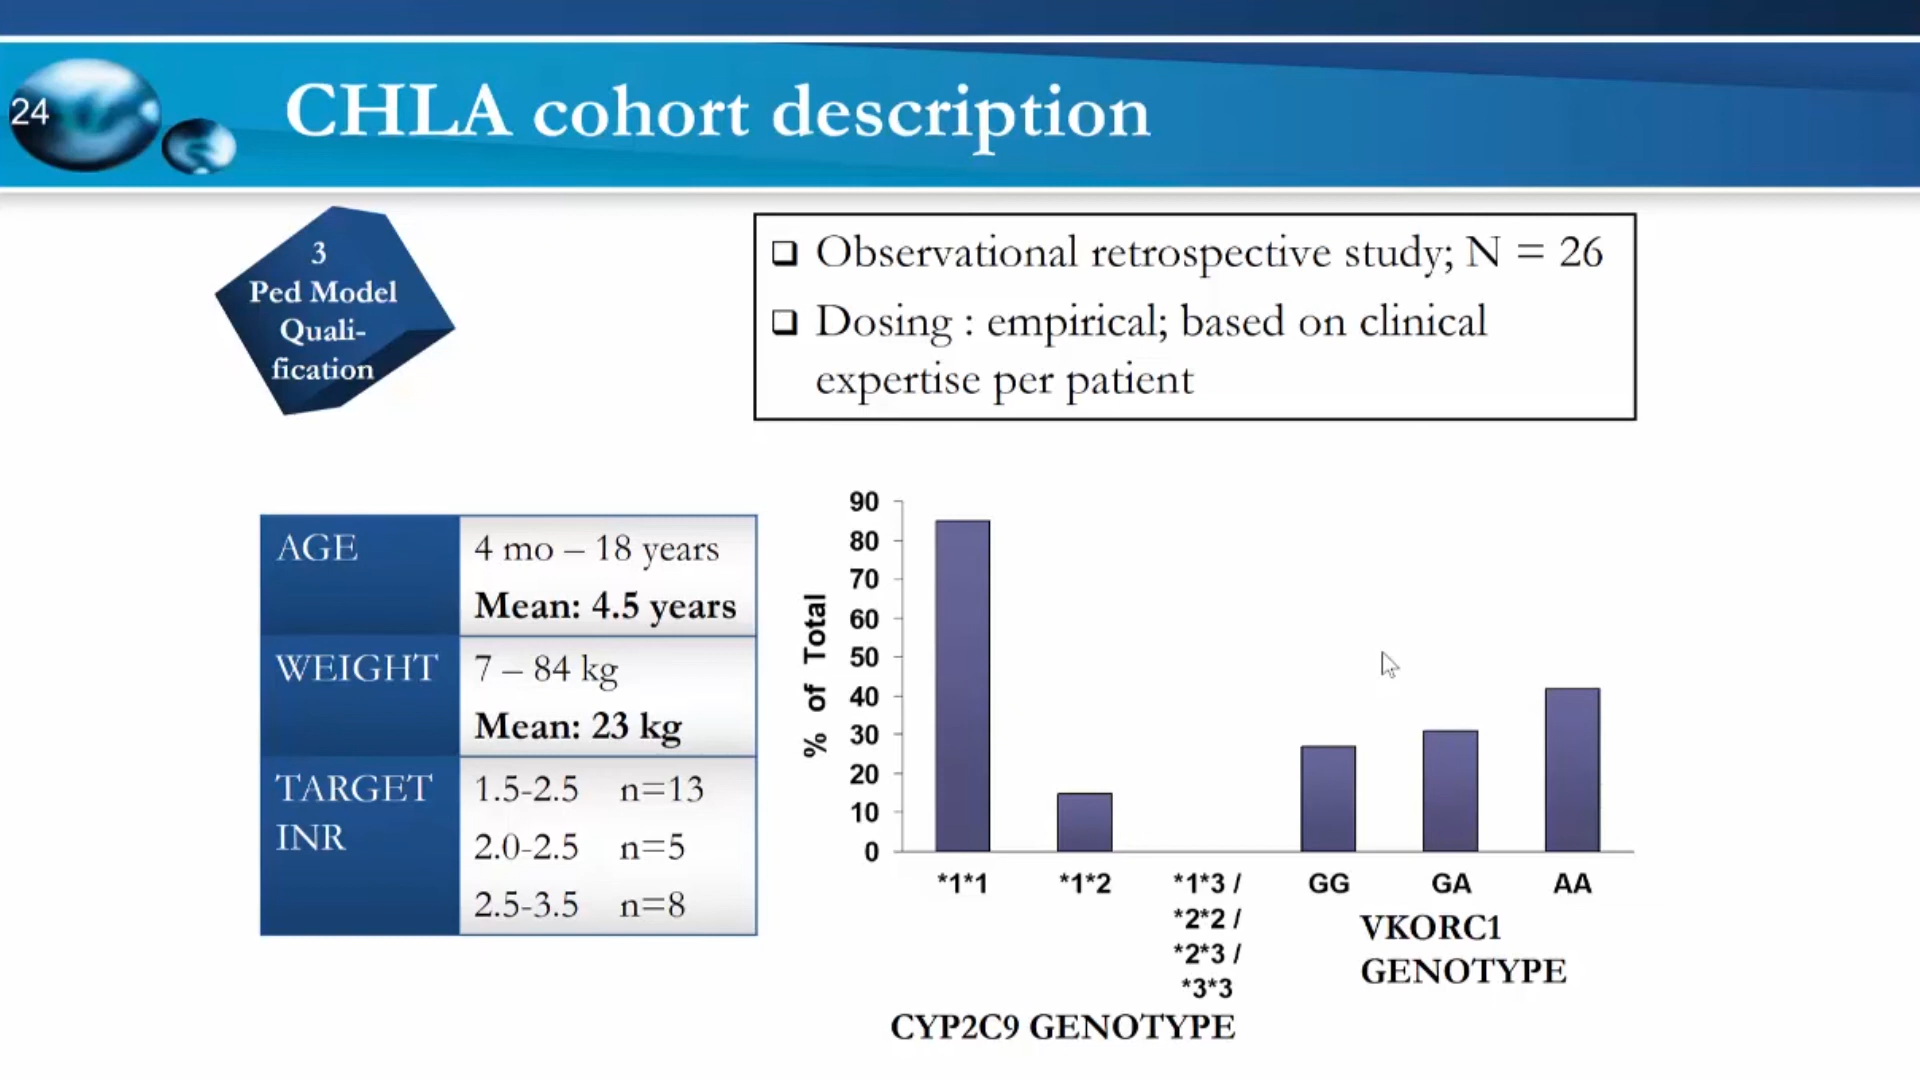 24
CHLA cohort description
3
Ped Model
Quali-
fication
❑ Observational retrospective study; N = 26
❑ Dosing : empirical; based on clinical
expertise per patient
AGE
4 mo – 18 years
Mean: 4.5 years
WEIGHT
7 – 84 kg
Mean: 23 kg
TARGET
INR
1.5-2.5 n=13
2.0-2.5 n=5
2.5-3.5 n=8
% of Total
90
80
70
60
50
40
30
20
10
0
*1*1
*1*2
*1*3 /
*2*2 /
*2*3 /
*3*3
GG
GA
AA
CYP2C9 GENOTYPE
VKORC1
GENOTYPE